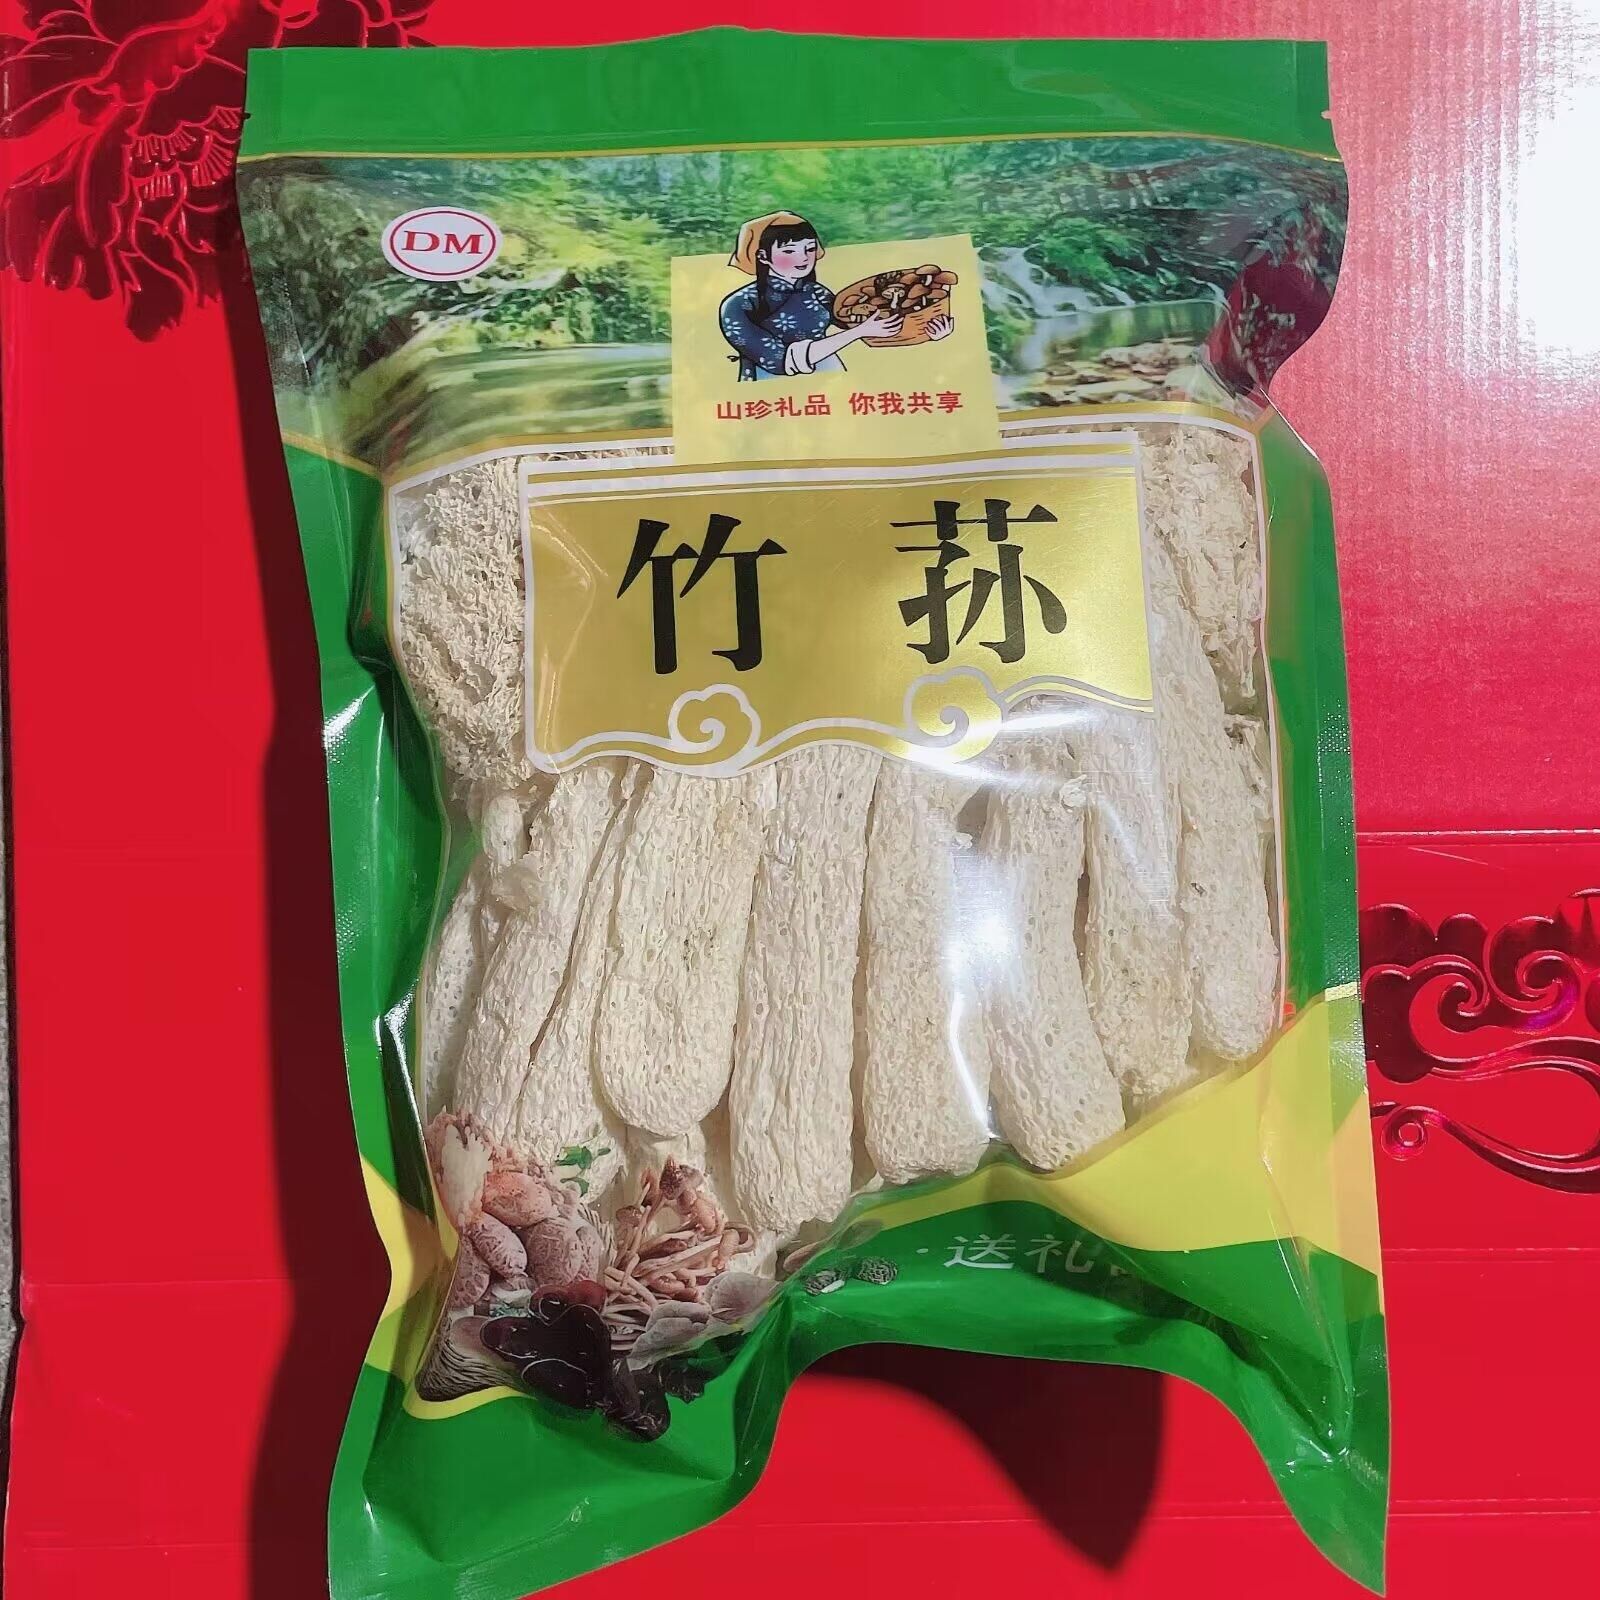 DM
山珍礼品 你我共享
竹荪
·送礼